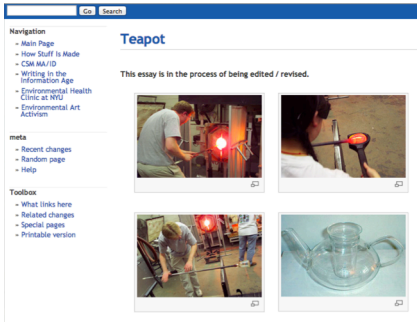 Go Search
Navigation
Main Page
How Stuff Is Made
CSM MA/ID
Writing in the
Information Age
Environmental Health
Clinic at NYU
Environmental Art
Activism
meta
Recent changes
Random page
Help
Toolbox
What links here
Related changes
Special pages
Printable version
Teapot
This essay is in the process of being edited / revised.